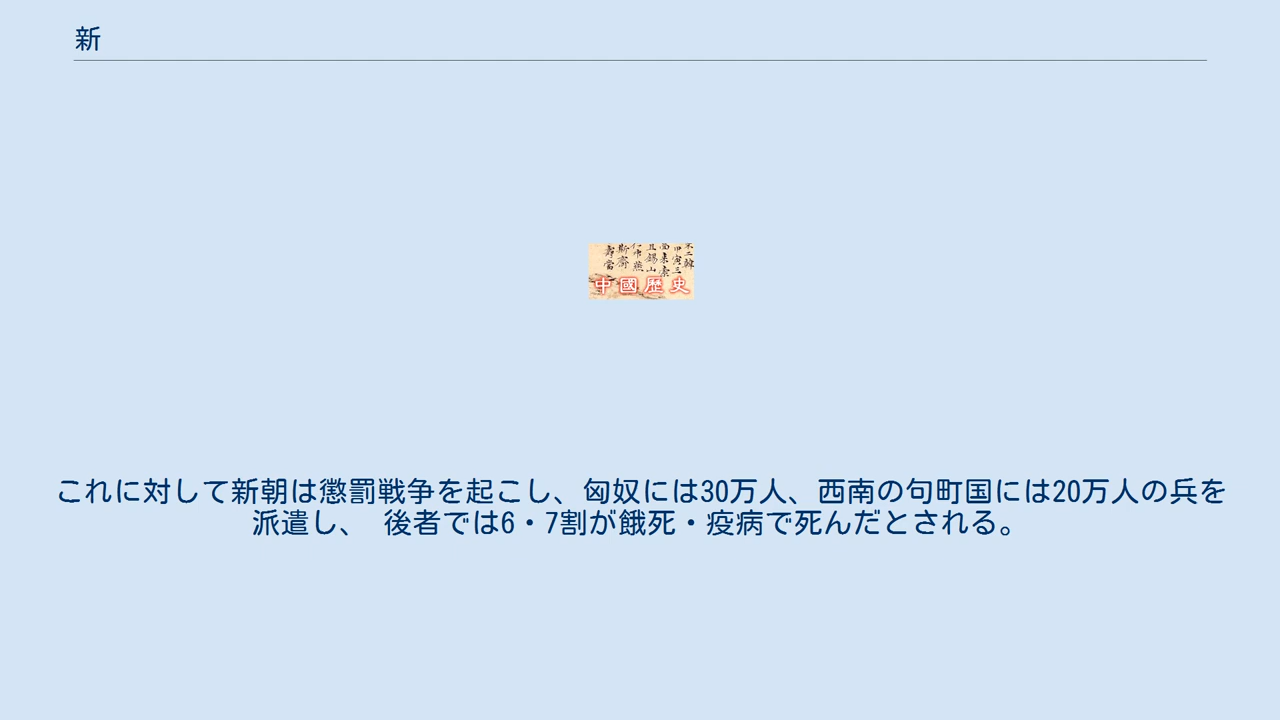 新
中國歷史
これに対して新朝は懲罰戦争を起こし、匈奴には30万人、西南の句町国には20万人の兵を
派遣し、 後者では6・7割が餓死・疫病で死んだとされる。